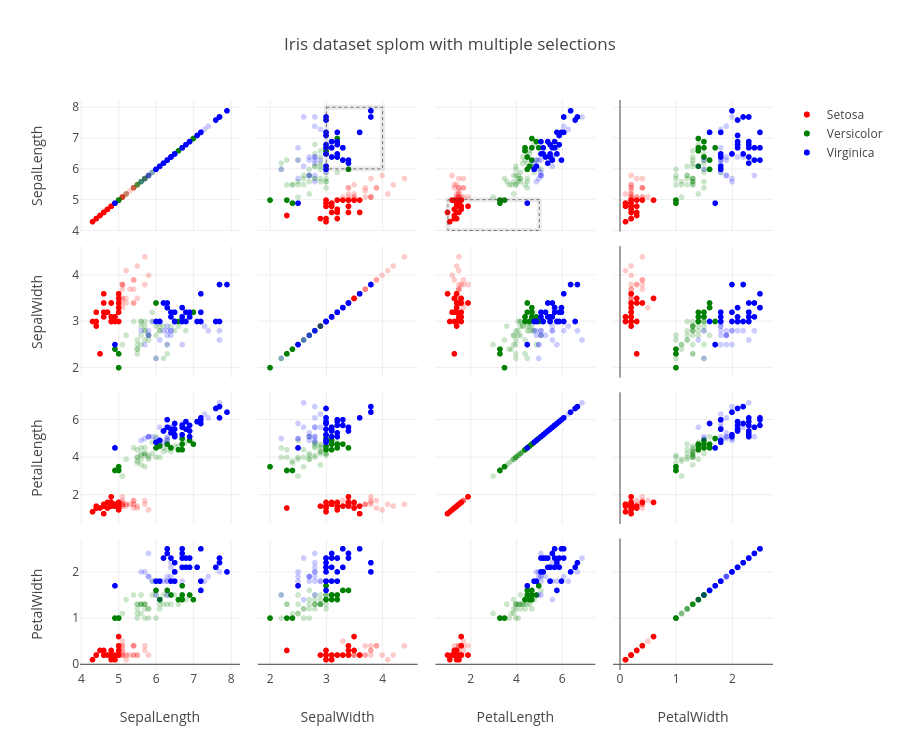 Iris dataset splom with multiple selections
Setosa
Versicolor
Virginica
SepalLength
8
7
6
5
4
SepalWidth
4
3
2
PetalLength
6
4
2
PetalWidth
2
1
0
4 5 6 7 8
2 3 4
2 4 6
0 1 2
SepalLength
SepalWidth
PetalLength
PetalWidth